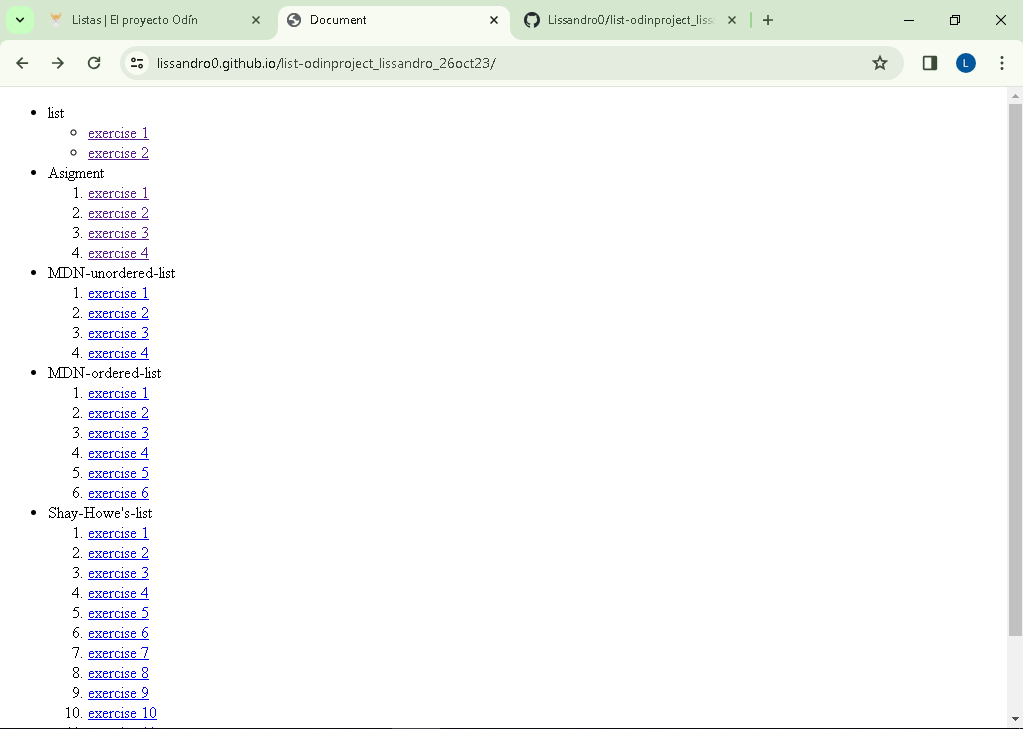 Listas | El proyecto Odín
Document
Lissandro0/list-odinproject_liss
lissandro0.github.io/list-odinproject_lissandro_26oct23/
L
list
exercise 1
exercise 2
Asigment
1. exercise 1
2. exercise 2
3. exercise 3
4. exercise 4
MDN-unordered-list
1. exercise 1
2. exercise 2
3. exercise 3
4. exercise 4
MDN-ordered-list
1. exercise 1
2. exercise 2
3. exercise 3
4. exercise 4
5. exercise 5
6. exercise 6
Shay-Howe's-list
1. exercise 1
2. exercise 2
3. exercise 3
4. exercise 4
5. exercise 5
6. exercise 6
7. exercise 7
8. exercise 8
9. exercise 9
10. exercise 10